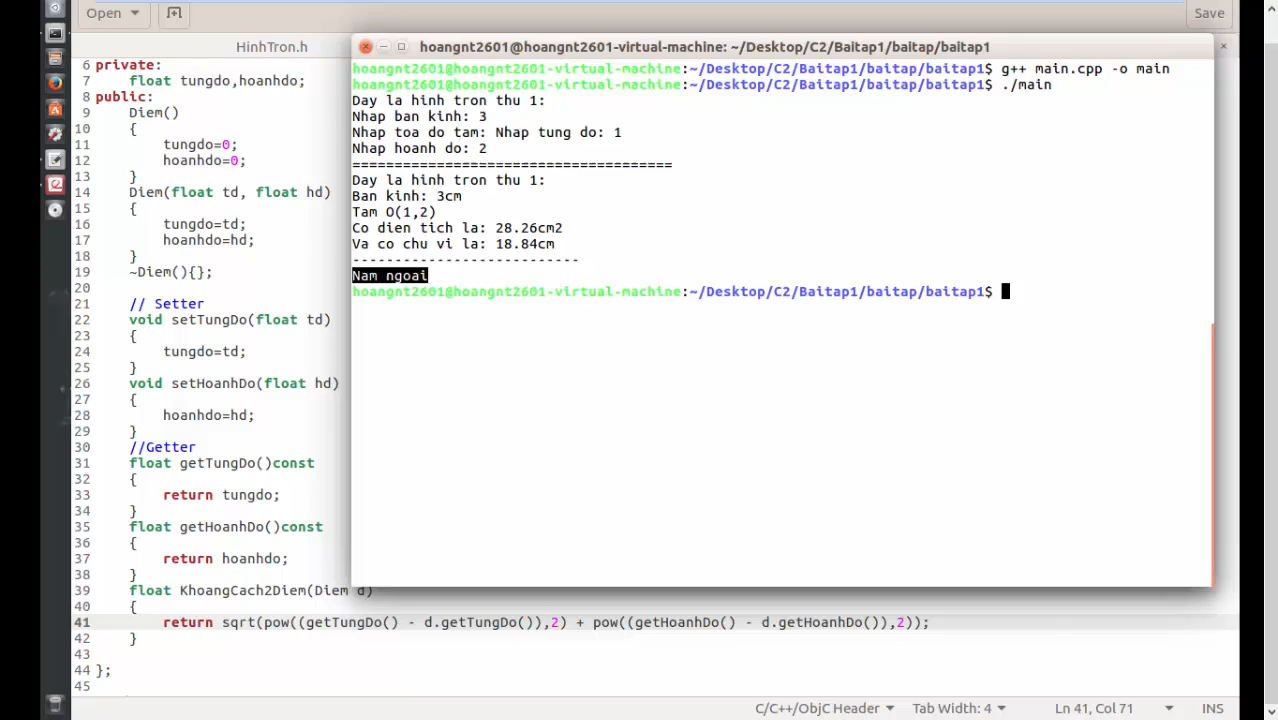 Open
Save
HinhTron.h
hoangnt2601@hoangnt2601-virtual-machine: ~/Desktop/C2/Baitap1/baitap/baitap1
hoangnt2601@hoangnt2601-virtual-machine:~/Desktop/C2/Baitap1/baitap/baitap1$ g++ main.cpp -o main
hoangnt2601@hoangnt2601-virtual-machine:~/Desktop/C2/Baitap1/baitap/baitap1$ ./main
Day la hinh tron thu 1:
Nhap ban kinh: 3
Nhap toa do tam: Nhap tung do: 1
Nhap hoanh do: 2
======================================
Day la hinh tron thu 1:
Ban kinh: 3cm
Tam O(1,2)
Co dien tich la: 28.26cm2
Va co chu vi la: 18.84cm
---------------------------
Nam ngoai
hoangnt2601@hoangnt2601-virtual-machine:~/Desktop/C2/Baitap1/baitap/baitap1$
6 private:
7 float tungdo,hoanhdo;
8 public:
9 Diem()
10 {
11 tungdo=0;
12 hoanhdo=0;
13 }
14 Diem(float td, float hd)
15 {
16 tungdo=td;
17 hoanhdo=hd;
18 }
19 ~Diem(){};
20
21 // Setter
22 void setTungDo(float td)
23 {
24 tungdo=td;
25 }
26 void setHoanhDo(float hd)
27 {
28 hoanhdo=hd;
29 }
30 //Getter
31 float getTungDo()const
32 {
33 return tungdo;
34 }
35 float getHoanhDo()const
36 {
37 return hoanhdo;
38 }
39 float KhoangCach2Diem(Diem d)
40 {
41 return sqrt(pow((getTungDo() - d.getTungDo()),2) + pow((getHoanhDo() - d.getHoanhDo()),2));
42 }
43
44 };
45
C/C++/ObjC Header Tab Width: 4 Ln 41, Col 71 INS